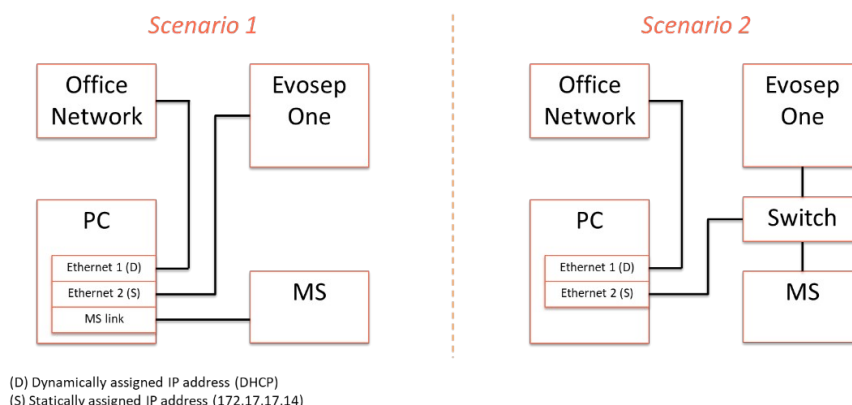 Scenario 1
Office
Network
Evosep
One
PC
Ethernet 1 (D)
Ethernet 2 (S)
MS link
MS
Scenario 2
Office
Network
Evosep
One
PC
Ethernet 1 (D)
Ethernet 2 (S)
Switch
MS
(D) Dynamically assigned IP address (DHCP)
(S) Statically assigned IP address (172.17.17.14)